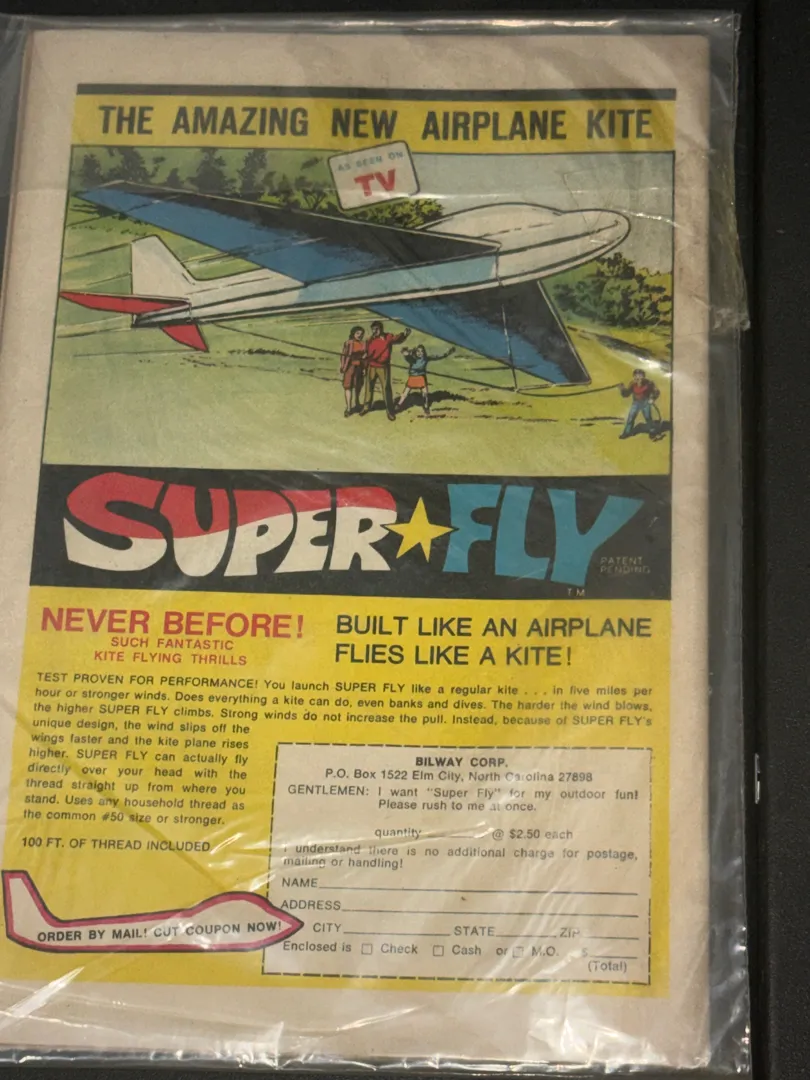 THE AMAZING NEW AIRPLANE KITE
AS SEEN ON
TV
SUPER FLY
PATENT
PENDING
TM
NEVER BEFORE!
SUCH FANTASTIC
KITE FLYING THRILLS
BUILT LIKE AN AIRPLANE
FLIES LIKE A KITE!
TEST PROVEN FOR PERFORMANCE! You launch SUPER FLY like a regular kite . . . in five miles per
hour or stronger winds. Does everything a kite can do, even banks and dives. The harder the wind blows,
the higher SUPER FLY climbs. Strong winds do not increase the pull. Instead, because of SUPER FLY's
unique design, the wind slips off the
wings faster and the kite plane rises
higher. SUPER FLY can actually fly
directly over your head with the
thread straight up from where you
stand. Uses any household thread as
the common #50 size or stronger.
100 FT. OF THREAD INCLUDED
ORDER BY MAIL! CUT COUPON NOW!
BILWAY CORP.
P.O. Box 1522 Elm City, North Carolina 27898
GENTLEMEN: I want "Super Fly" for my outdoor fun!
Please rush to me at once.
quantity @ $2.50 each
I understand there is no additional charge for postage,
mailing or handling!
NAME
ADDRESS
CITY STATE ZIP
Enclosed is □ Check □ Cash or □ M.O. $
(Total)